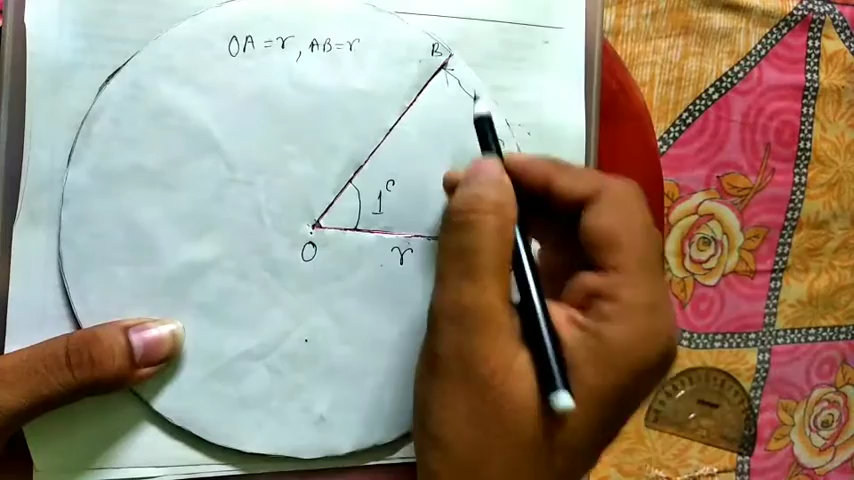 OA = r, AB = r
B
1ᶜ
O
r